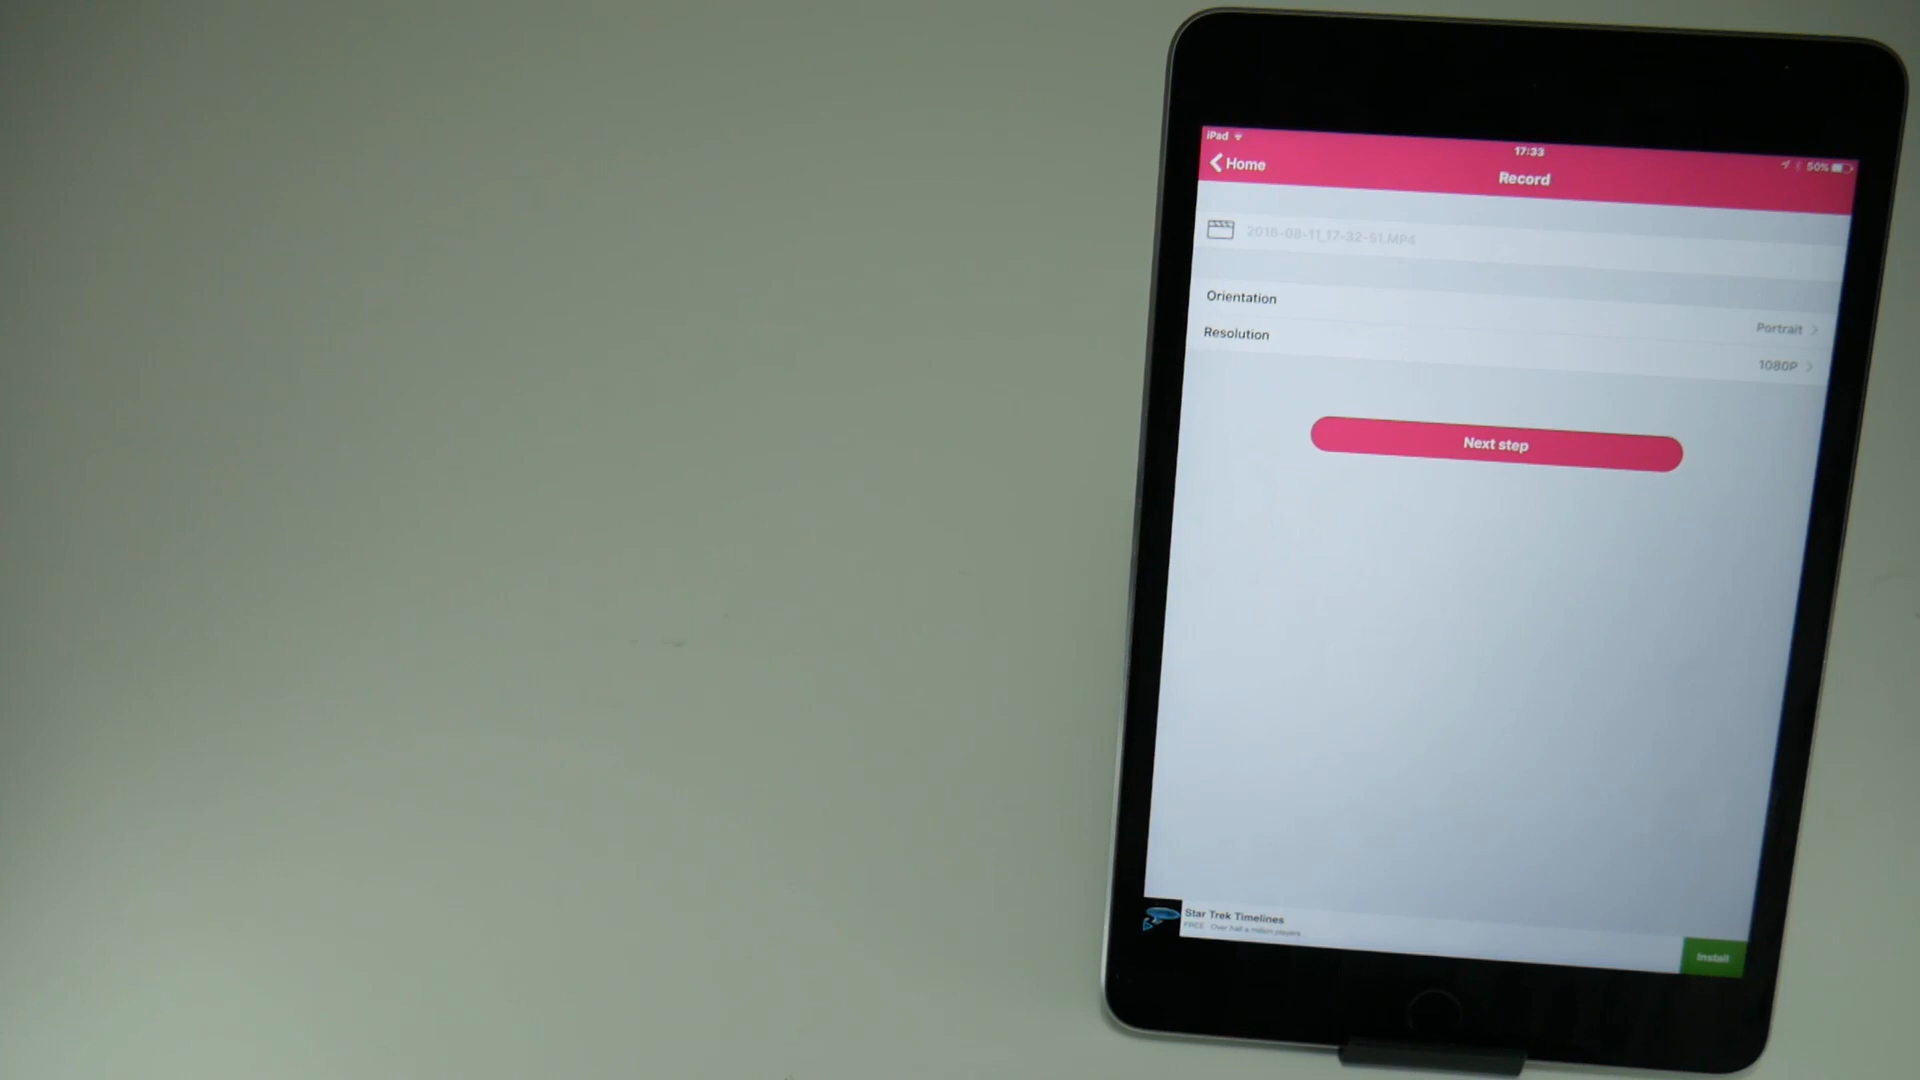 iPad
17:33
50%
Home
Record
2016-08-11_17-32-51.MP4
Orientation
Portrait
Resolution
1080P
Next step
Star Trek Timelines
FREE Over half a million players
Install